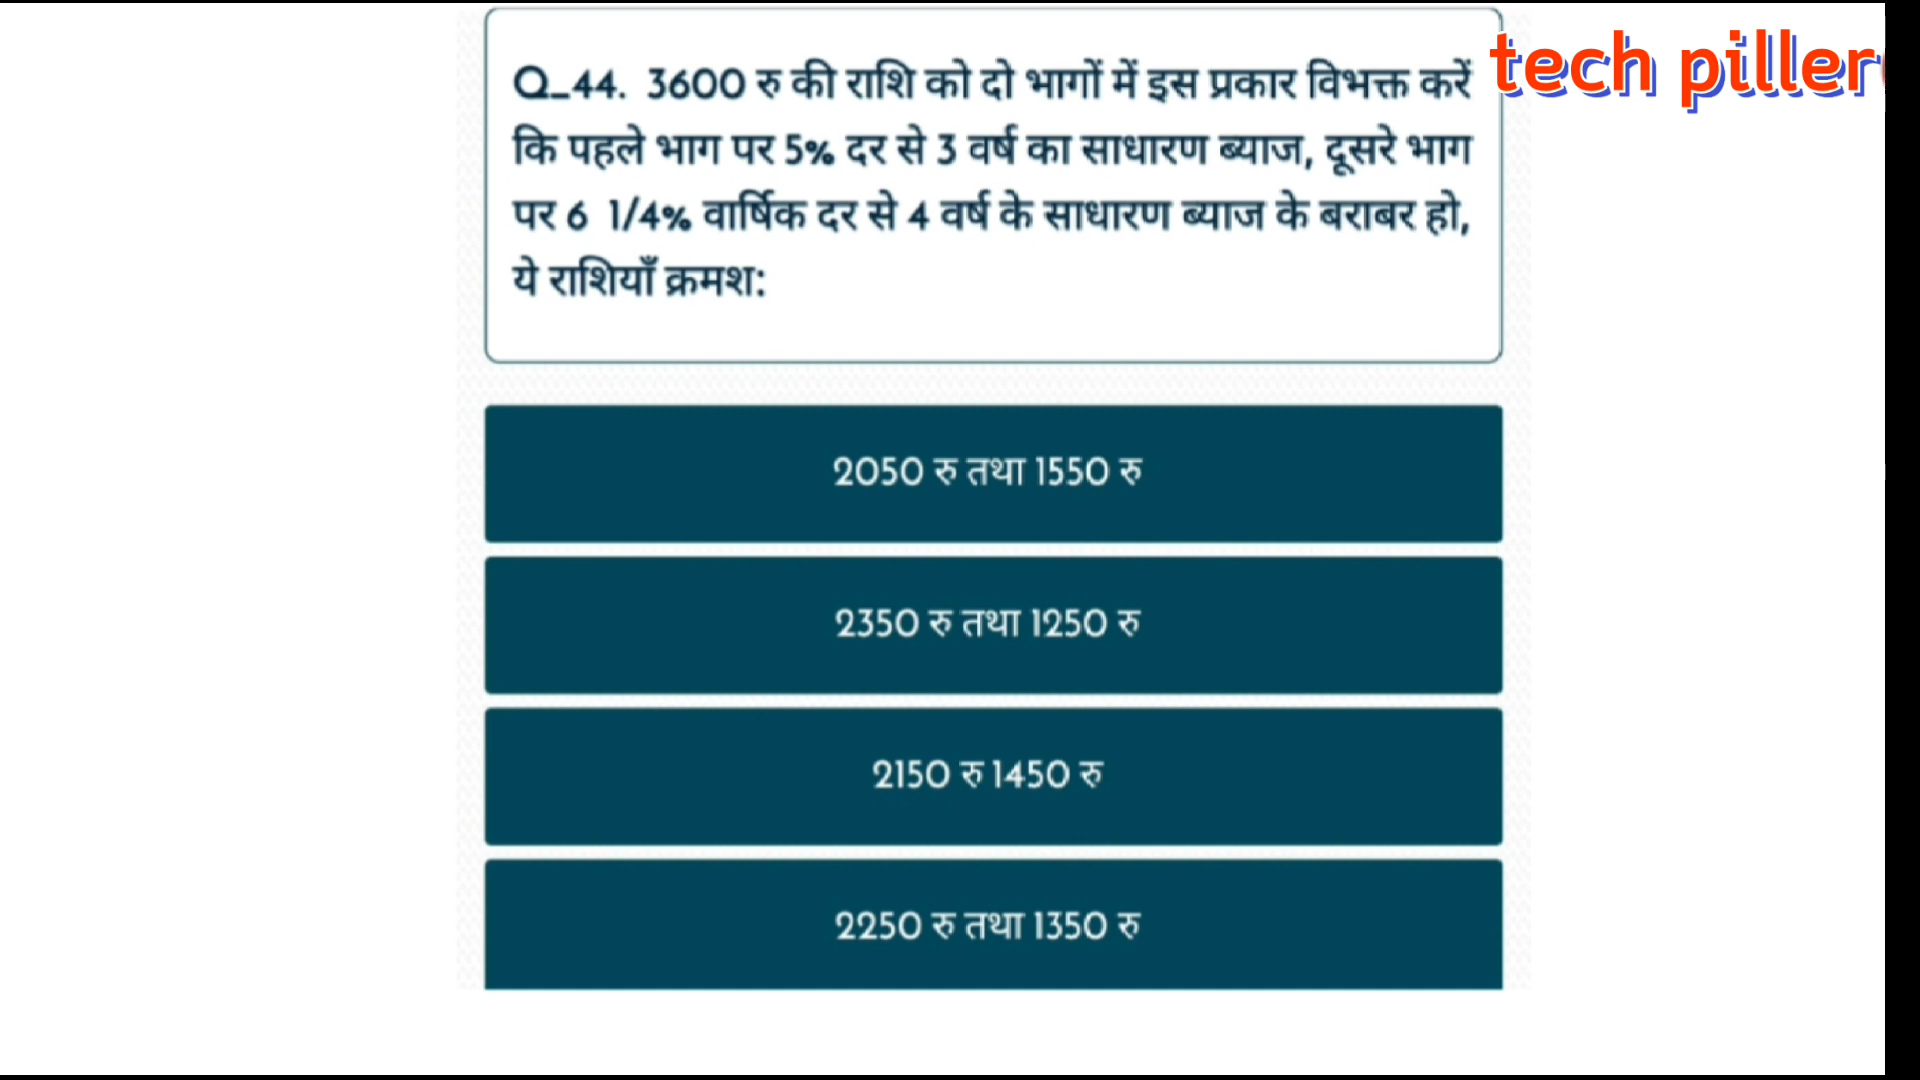 tech piller
Q_44. 3600 रु की राशि को दो भागों में इस प्रकार विभक्त करें
कि पहले भाग पर 5% दर से 3 वर्ष का साधारण ब्याज, दूसरे भाग
पर 6 1/4% वार्षिक दर से 4 वर्ष के साधारण ब्याज के बराबर हो,
ये राशियाँ क्रमश:
2050 रु तथा 1550 रु
2350 रु तथा 1250 रु
2150 रु 1450 रु
2250 रु तथा 1350 रु